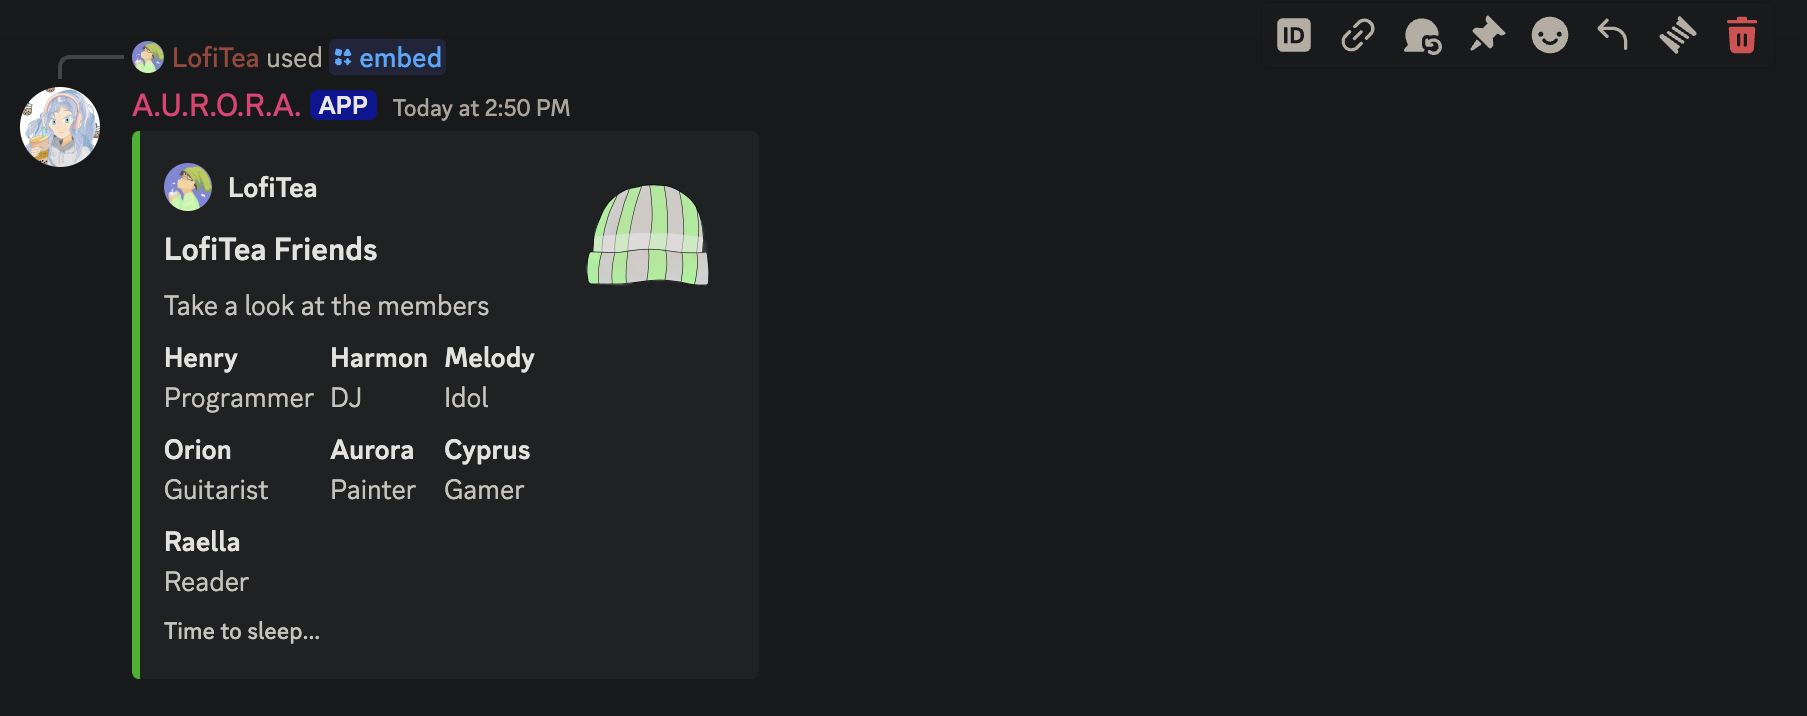 ID
LofiTea used embed
A.U.R.O.R.A. APP Today at 2:50 PM
LofiTea
LofiTea Friends
Take a look at the members
Henry Harmon Melody
Programmer DJ Idol
Orion Aurora Cyprus
Guitarist Painter Gamer
Raella
Reader
Time to sleep...